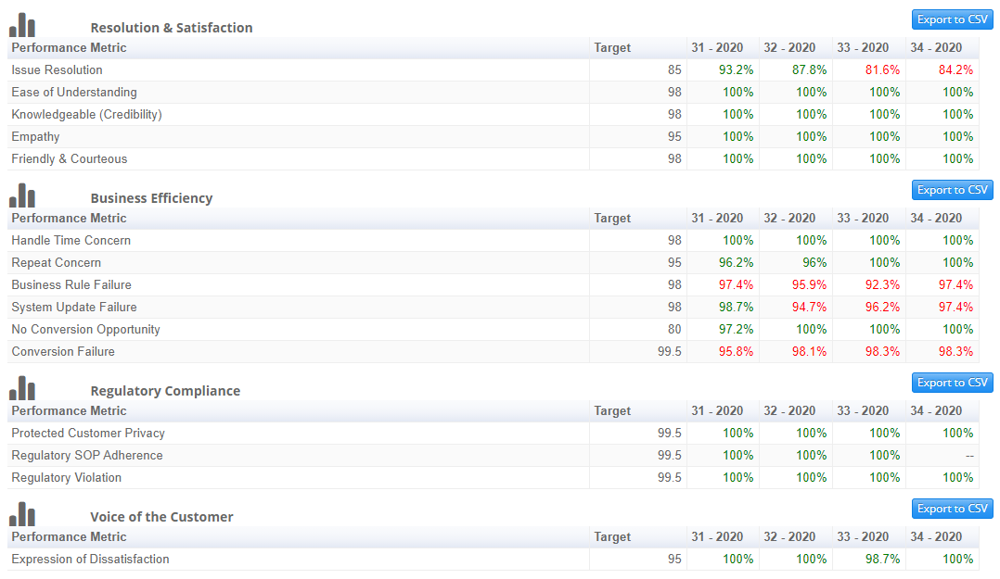 Resolution & Satisfaction Export to CSV
Performance Metric Target 31 - 2020 32 - 2020 33 - 2020 34 - 2020
Issue Resolution 85 93.2% 87.8% 81.6% 84.2%
Ease of Understanding 98 100% 100% 100% 100%
Knowledgeable (Credibility) 98 100% 100% 100% 100%
Empathy 95 100% 100% 100% 100%
Friendly & Courteous 98 100% 100% 100% 100%
Business Efficiency Export to CSV
Performance Metric Target 31 - 2020 32 - 2020 33 - 2020 34 - 2020
Handle Time Concern 98 100% 100% 100% 100%
Repeat Concern 95 96.2% 96% 100% 100%
Business Rule Failure 98 97.4% 95.9% 92.3% 97.4%
System Update Failure 98 98.7% 94.7% 96.2% 97.4%
No Conversion Opportunity 80 97.2% 100% 100% 100%
Conversion Failure 99.5 95.8% 98.1% 98.3% 98.3%
Regulatory Compliance Export to CSV
Performance Metric Target 31 - 2020 32 - 2020 33 - 2020 34 - 2020
Protected Customer Privacy 99.5 100% 100% 100% 100%
Regulatory SOP Adherence 99.5 100% 100% 100% --
Regulatory Violation 99.5 100% 100% 100% 100%
Voice of the Customer Export to CSV
Performance Metric Target 31 - 2020 32 - 2020 33 - 2020 34 - 2020
Expression of Dissatisfaction 95 100% 100% 98.7% 100%